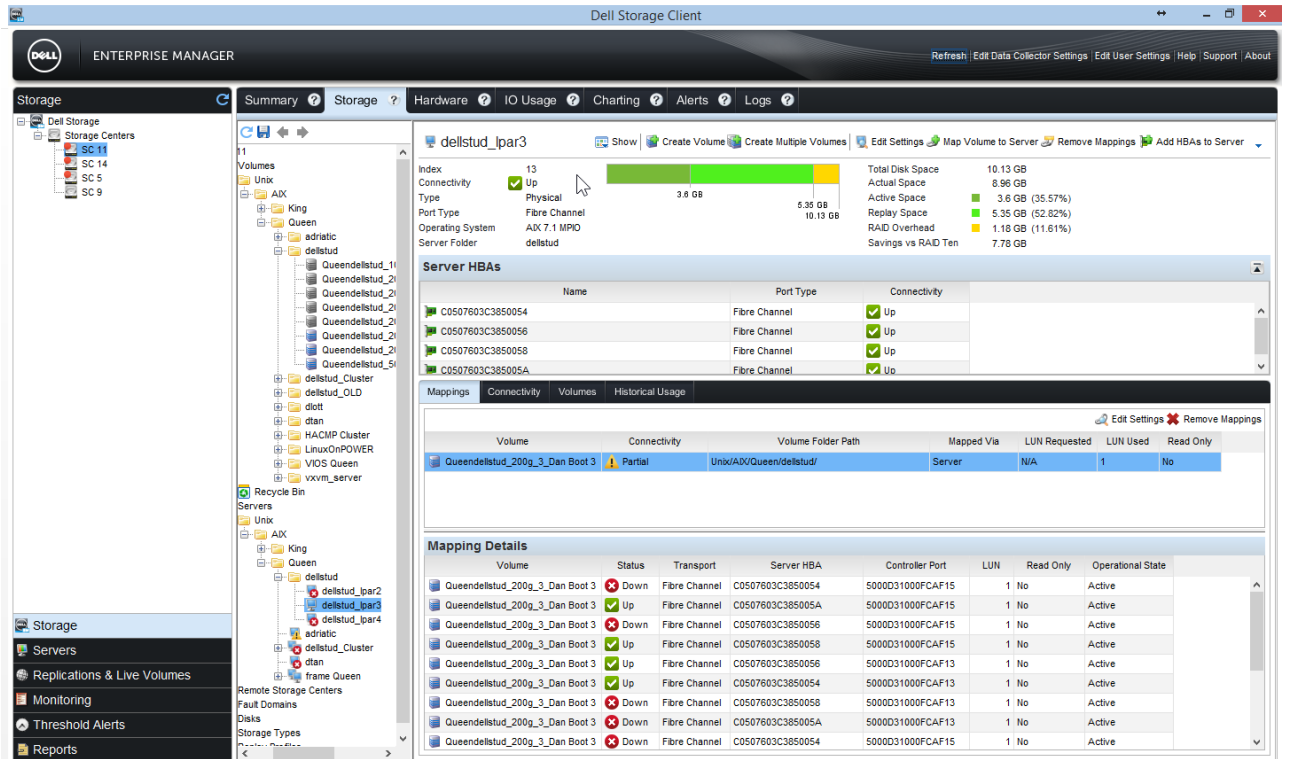 Dell Storage Client
DELL ENTERPRISE MANAGER
Refresh | Edit Data Collector Settings | Edit User Settings | Help | Support | About
Storage
Dell Storage
Storage Centers
SC 11
SC 14
SC 5
SC 9
Storage
Servers
Replications & Live Volumes
Monitoring
Threshold Alerts
Reports
Summary ? Storage ? Hardware ? IO Usage ? Charting ? Alerts ? Logs ?
11
Volumes
Unix
AIX
King
Queen
adriatic
dellstud
Queendellstud_1
Queendellstud_2
Queendellstud_2
Queendellstud_2
Queendellstud_2
Queendellstud_2
Queendellstud_2
Queendellstud_5
dellstud_Cluster
dellstud_OLD
dlott
dtan
HACMP Cluster
LinuxOnPOWER
VIOS Queen
vxvm_server
Recycle Bin
Servers
Unix
AIX
King
Queen
dellstud
dellstud_lpar2
dellstud_lpar3
dellstud_lpar4
adriatic
dellstud_Cluster
dtan
frame Queen
Remote Storage Centers
Fault Domains
Disks
Storage Types
dellstud_lpar3 Show | Create Volume Create Multiple Volumes | Edit Settings Map Volume to Server Remove Mappings Add HBAs to Server
Index 13
Connectivity Up
Type Physical
Port Type Fibre Channel
Operating System AIX 7.1 MPIO
Server Folder dellstud
3.6 GB
5.35 GB
10.13 GB
Total Disk Space 10.13 GB
Actual Space 8.96 GB
Active Space 3.6 GB (35.57%)
Replay Space 5.35 GB (52.82%)
RAID Overhead 1.18 GB (11.61%)
Savings vs RAID Ten 7.78 GB
Server HBAs
Name Port Type Connectivity
C0507603C3850054 Fibre Channel Up
C0507603C3850056 Fibre Channel Up
C0507603C3850058 Fibre Channel Up
C0507603C385005A Fibre Channel Up
Mappings Connectivity Volumes Historical Usage
Edit Settings Remove Mappings
Volume Connectivity Volume Folder Path Mapped Via LUN Requested LUN Used Read Only
Queendellstud_200g_3_Dan Boot 3 Partial Unix/AIX/Queen/dellstud/ Server N/A 1 No
Mapping Details
Volume Status Transport Server HBA Controller Port LUN Read Only Operational State
Queendellstud_200g_3_Dan Boot 3 Down Fibre Channel C0507603C3850054 5000D31000FCAF15 1 No Active
Queendellstud_200g_3_Dan Boot 3 Up Fibre Channel C0507603C385005A 5000D31000FCAF15 1 No Active
Queendellstud_200g_3_Dan Boot 3 Down Fibre Channel C0507603C3850056 5000D31000FCAF15 1 No Active
Queendellstud_200g_3_Dan Boot 3 Up Fibre Channel C0507603C3850058 5000D31000FCAF15 1 No Active
Queendellstud_200g_3_Dan Boot 3 Up Fibre Channel C0507603C3850056 5000D31000FCAF13 1 No Active
Queendellstud_200g_3_Dan Boot 3 Up Fibre Channel C0507603C3850054 5000D31000FCAF13 1 No Active
Queendellstud_200g_3_Dan Boot 3 Down Fibre Channel C0507603C3850058 5000D31000FCAF13 1 No Active
Queendellstud_200g_3_Dan Boot 3 Down Fibre Channel C0507603C385005A 5000D31000FCAF13 1 No Active
Queendellstud_200g_3_Dan Boot 3 Down Fibre Channel C0507603C3850054 5000D31000FCAF15 1 No Active